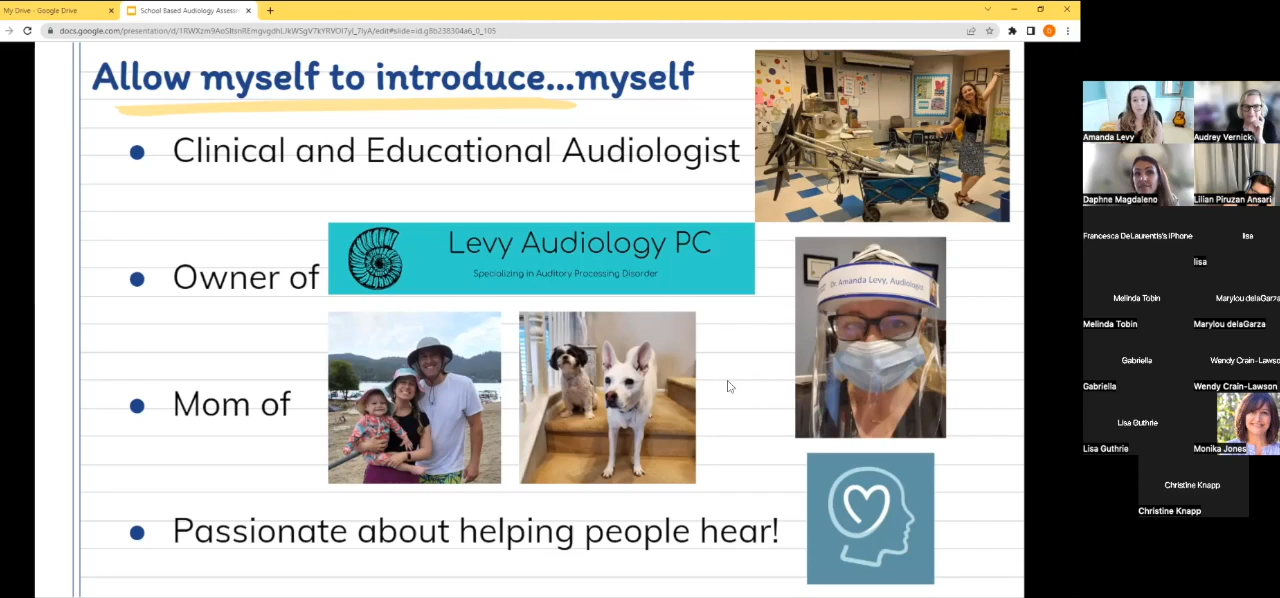 My Drive - Google Drive
School Based Audiology Assessm
docs.google.com/presentation/d/1RWXzm9AoSltsnREmgvgdhLJkWSgV7kYRVOl7yI_7lyA/edit#slide=id.g8b238304a6_0_105
Allow myself to introduce...myself
Clinical and Educational Audiologist
Owner of
Levy Audiology PC
Specializing in Auditory Processing Disorder
Dr. Amanda Levy, Audiologist
Mom of
Passionate about helping people hear!
Amanda Levy
Audrey Vernick
Daphne Magdaleno
Lilian Piruzan Ansari
Francesca DeLaurentis's iPhone
lisa
lisa
Melinda Tobin
Marylou delaGarza
Melinda Tobin
Marylou delaGarza
Gabriella
Wendy Crain-Lawson
Gabriella
Wendy Crain-Lawson
Lisa Guthrie
Lisa Guthrie
Monika Jones
Christine Knapp
Christine Knapp